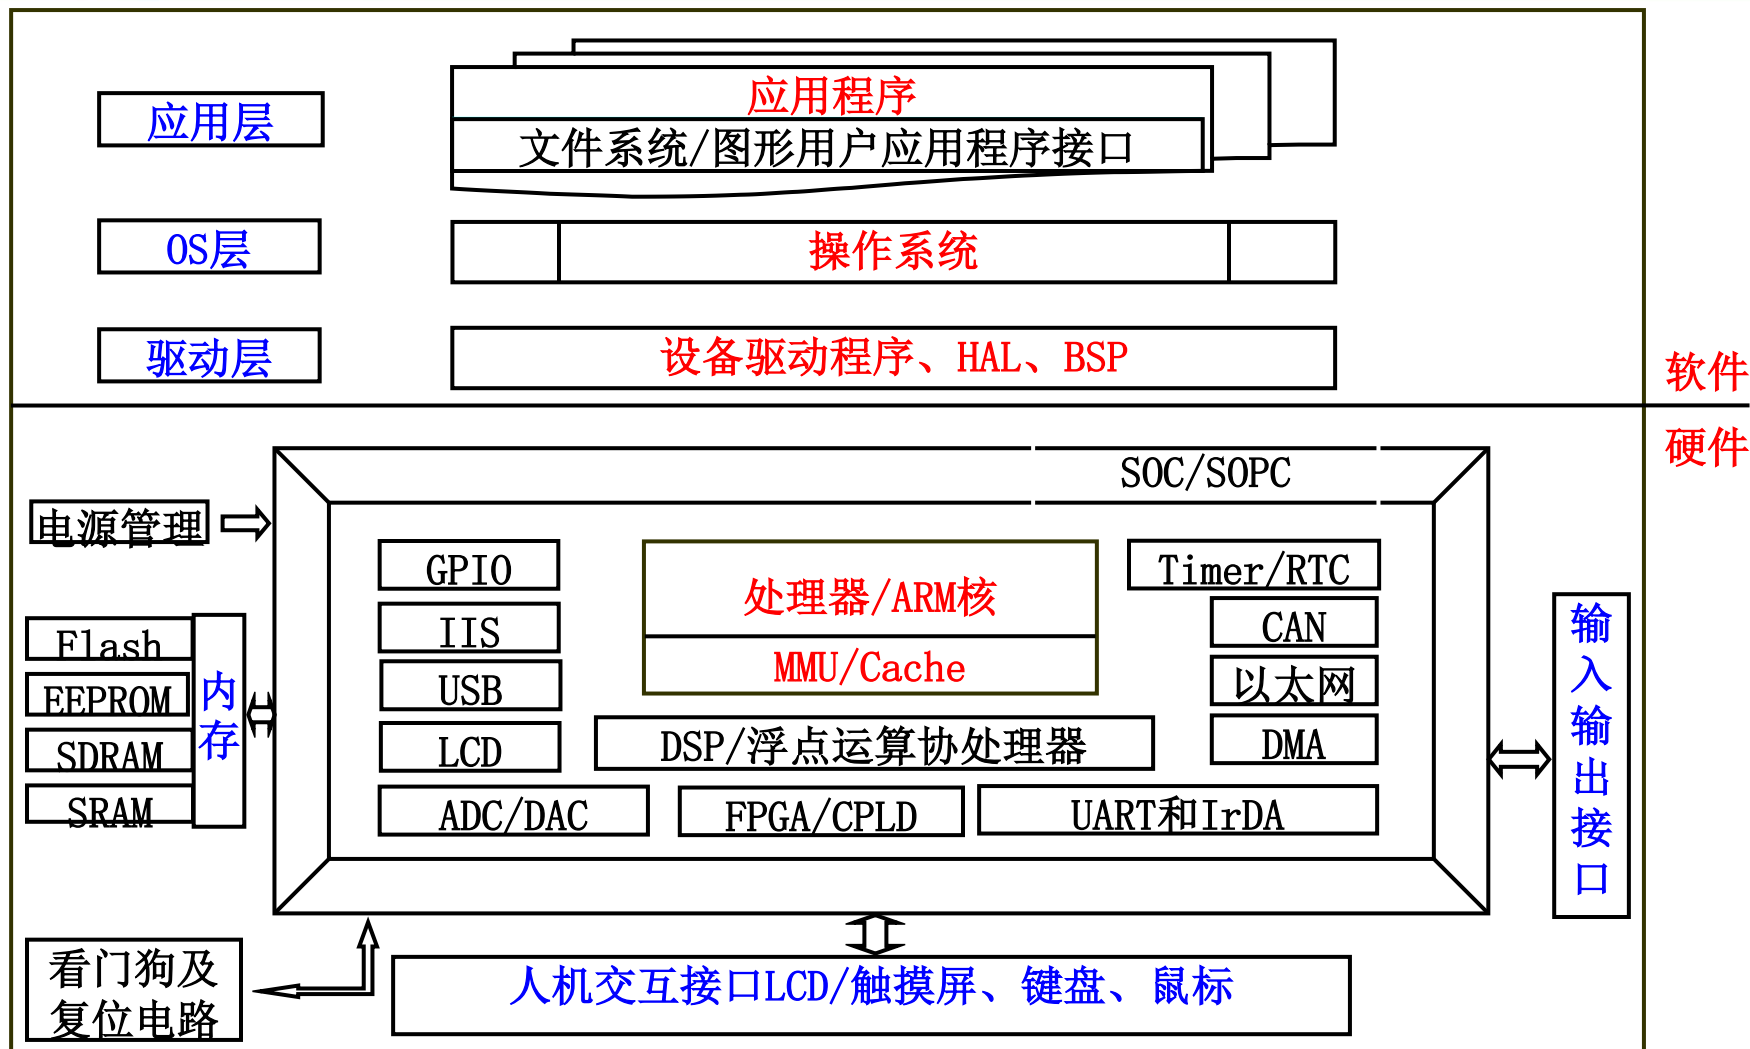 应用程序
应用层
文件系统/图形用户应用程序接口
OS层
操作系统
驱动层
设备驱动程序、HAL、BSP
软件
硬件
SOC/SOPC
电源管理
GPIO
处理器/ARM核
Timer/RTC
IIS
CAN
Flash
MMU/Cache
EEPROM
内存
USB
以太网
SDRAM
LCD
DSP/浮点运算协处理器
DMA
SRAM
ADC/DAC
FPGA/CPLD
UART和IrDA
输入输出接口
看门狗及
复位电路
人机交互接口LCD/触摸屏、键盘、鼠标